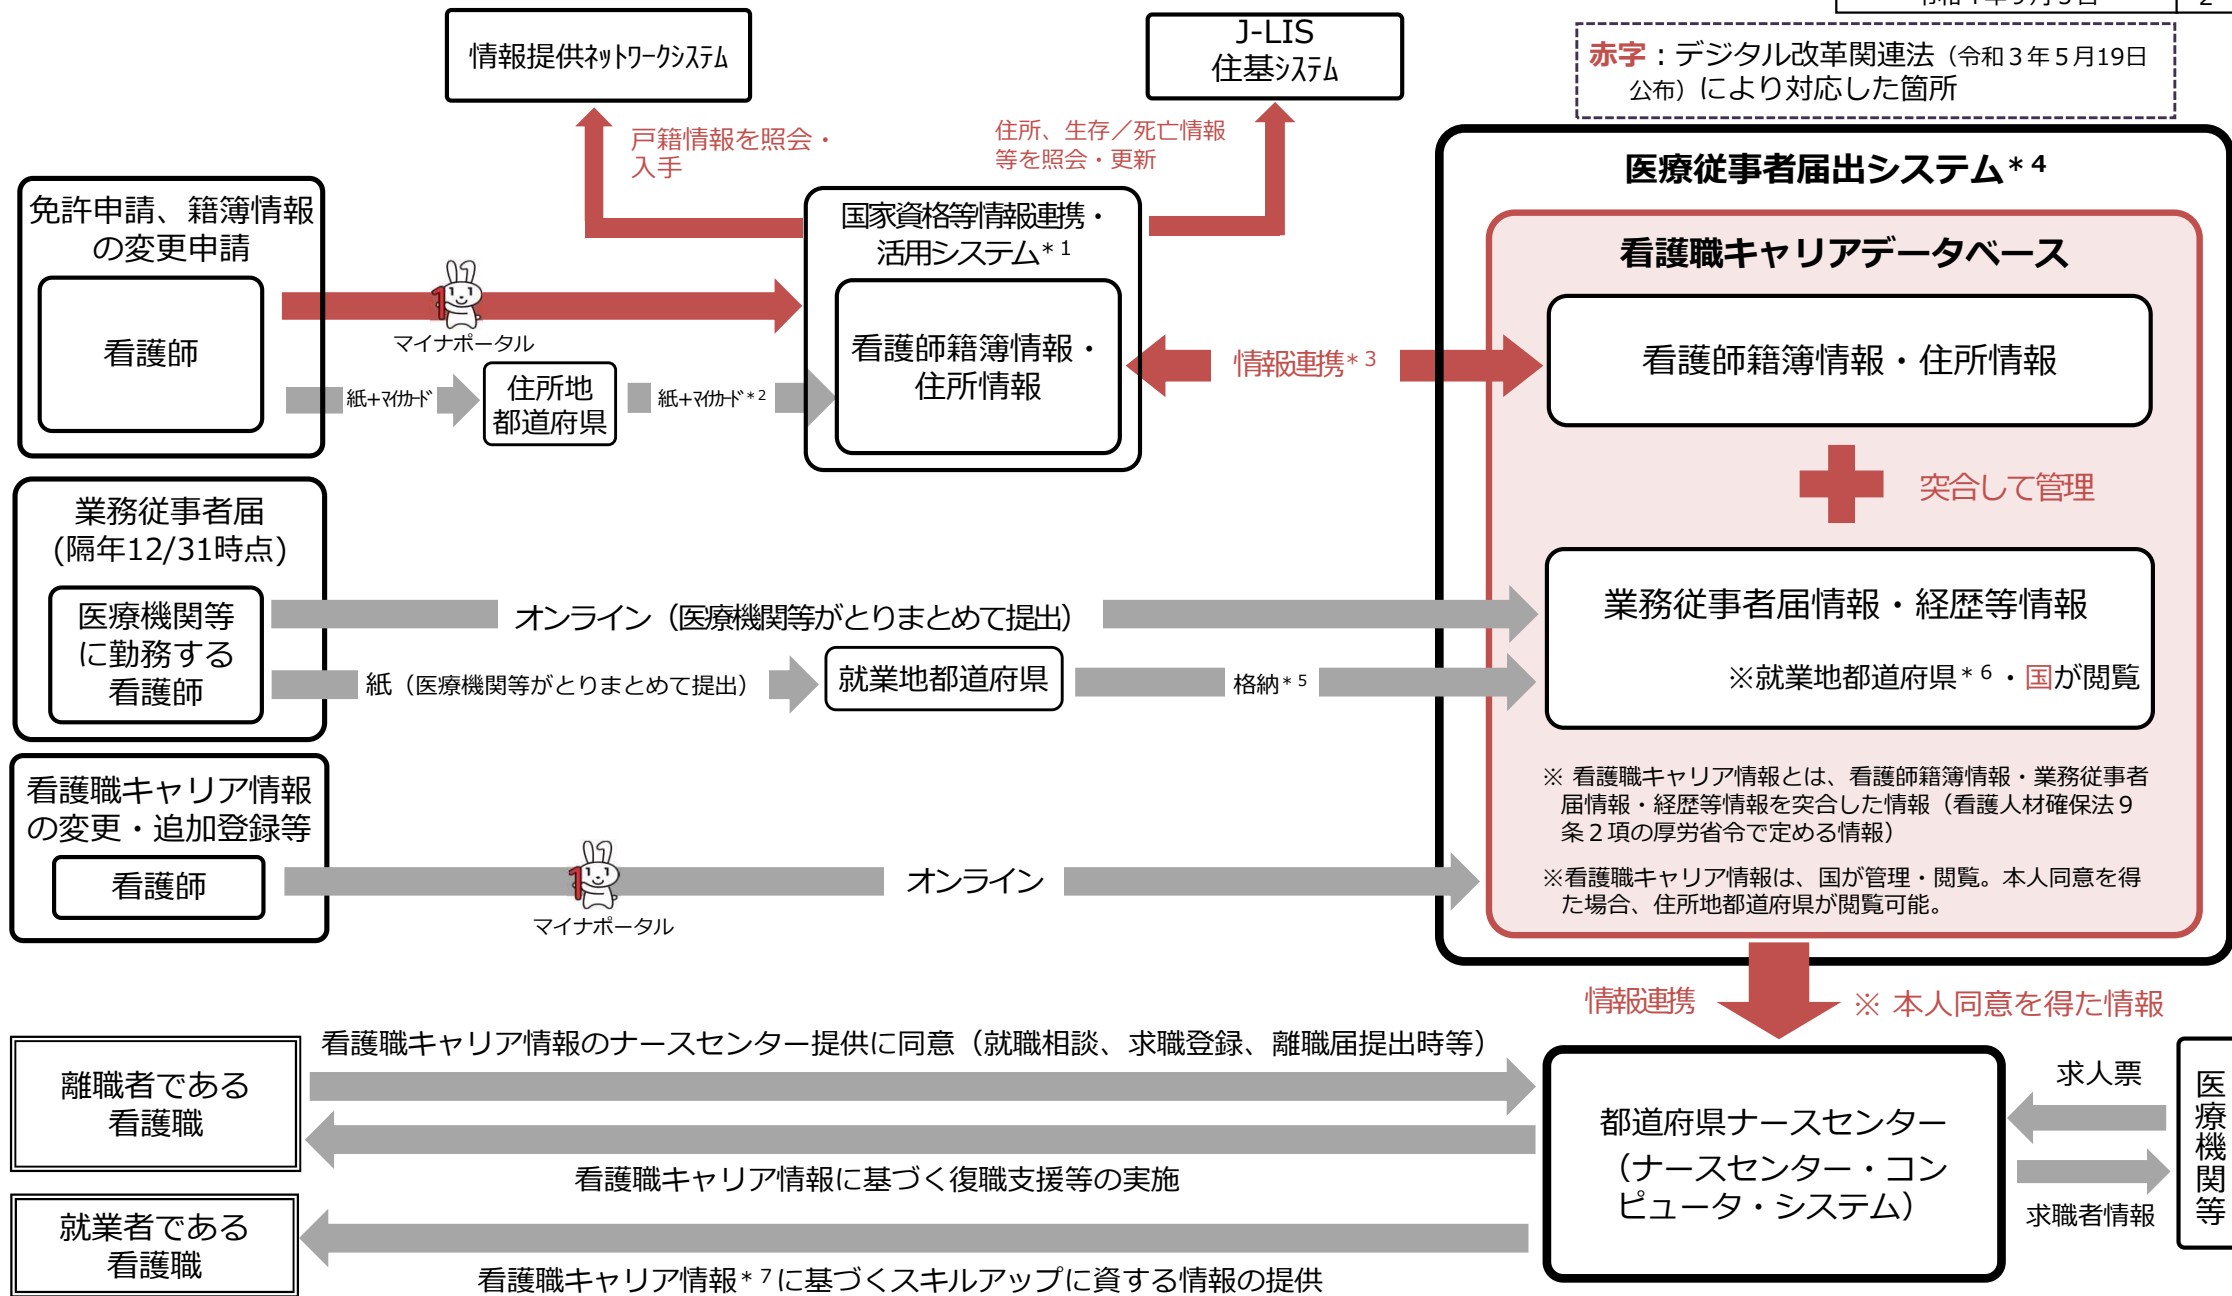 2
情報提供ネットワークシステム
J-LIS
住基システム
赤字：デジタル改革関連法（令和３年５月19日
公布）により対応した箇所
戸籍情報を照会・
入手
住所、生存／死亡情報
等を照会・更新
医療従事者届出システム＊４
免許申請、籍簿情報
の変更申請
看護師
マイナポータル
紙+マイカード
住所地
都道府県
紙+マイカード＊２
国家資格等情報連携・
活用システム＊１
看護師籍簿情報・
住所情報
情報連携＊３
看護職キャリアデータベース
看護師籍簿情報・住所情報
突合して管理
業務従事者届
(隔年12/31時点)
医療機関等
に勤務する
看護師
オンライン（医療機関等がとりまとめて提出）
紙（医療機関等がとりまとめて提出）
就業地都道府県
格納＊５
業務従事者届情報・経歴等情報
※就業地都道府県＊６・国が閲覧
※ 看護職キャリア情報とは、看護師籍簿情報・業務従事者
届情報・経歴等情報を突合した情報（看護人材確保法９
条２項の厚労省令で定める情報）
※看護職キャリア情報は、国が管理・閲覧。本人同意を得
た場合、住所地都道府県が閲覧可能。
看護職キャリア情報
の変更・追加登録等
看護師
マイナポータル
オンライン
情報連携
※ 本人同意を得た情報
看護職キャリア情報のナースセンター提供に同意（就職相談、求職登録、離職届提出時等）
離職者である
看護職
看護職キャリア情報に基づく復職支援等の実施
就業者である
看護職
看護職キャリア情報＊７に基づくスキルアップに資する情報の提供
都道府県ナースセンター
（ナースセンター・コン
ピュータ・システム）
求人票
求職者情報
医療機関等